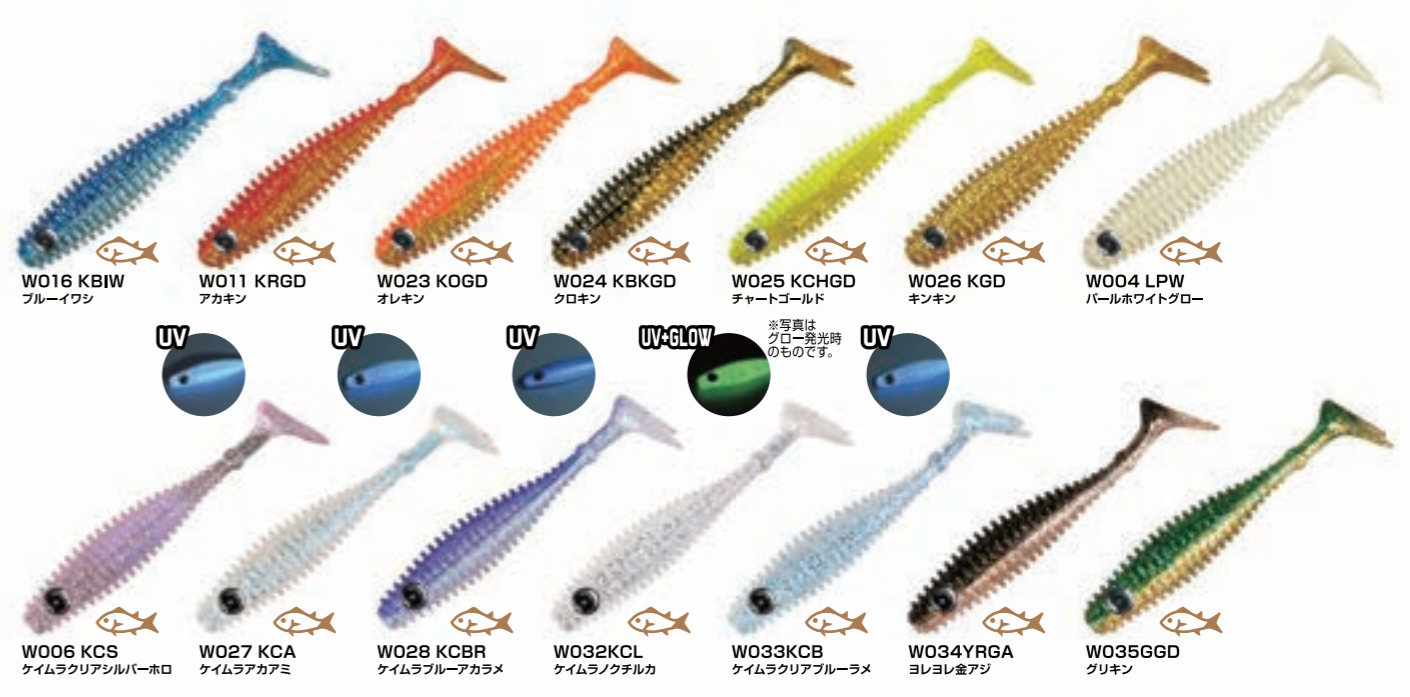 W016 KBIW
ブルーイワシ
W011 KRGD
アカキン
W023 KOGD
オレキン
W024 KBKGD
クロキン
W025 KCHGD
チャートゴールド
W026 KGD
キンキン
W004 LPW
パールホワイトグロー
UV
UV
UV
UV+GLOW
※写真は
グロー発光時
のものです。
UV
W006 KCS
ケイムラクリアシルバーホロ
W027 KCA
ケイムラアカアミ
W028 KCBR
ケイムラブルーアカラメ
W032KCL
ケイムラノクチルカ
W033KCB
ケイムラクリアブルーラメ
W034YRGA
ヨレヨレ金アジ
W035GGD
グリキン